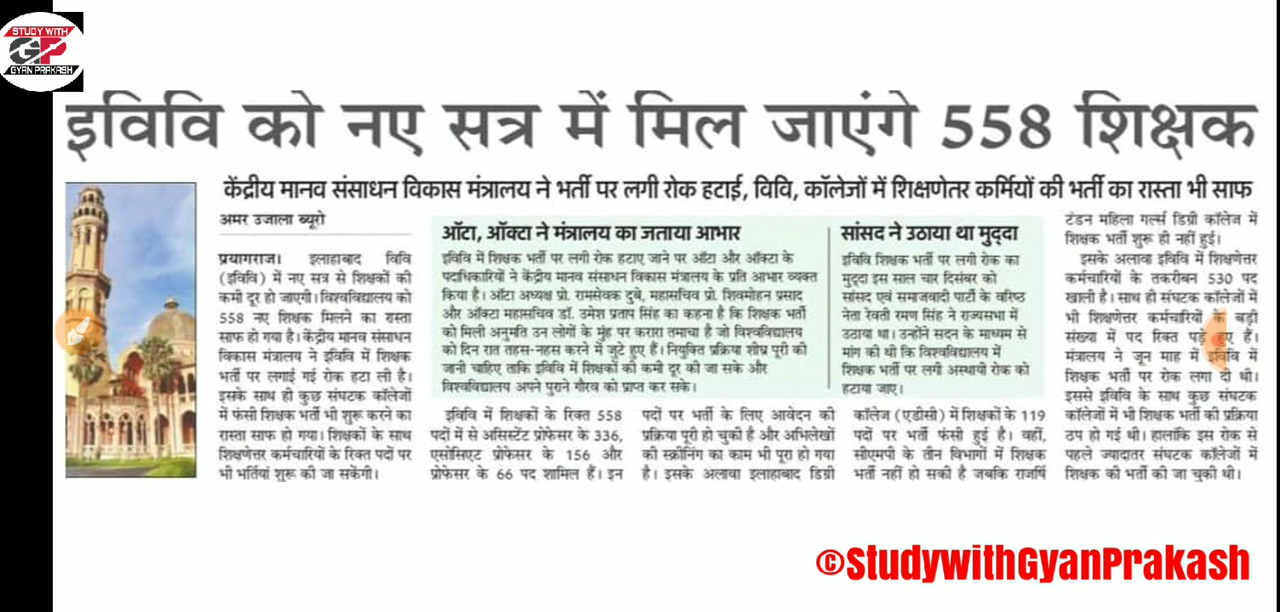 STUDY WITH
GP
GYAN PRAKASH
इविवि को नए सत्र में मिल जाएंगे 558 शिक्षक
केंद्रीय मानव संसाधन विकास मंत्रालय ने भर्ती पर लगी रोक हटाई, विवि, कॉलेजों में शिक्षणेतर कर्मियों की भर्ती का रास्ता भी साफ
अमर उजाला ब्यूरो
प्रयागराज। इलाहाबाद विवि
(इविवि) में नए सत्र से शिक्षकों की
कमी दूर हो जाएगी। विश्वविद्यालय को
558 नए शिक्षक मिलने का रास्ता
साफ हो गया है। केंद्रीय मानव संसाधन
विकास मंत्रालय ने इविवि में शिक्षक
भर्ती पर लगाई गई रोक हटा ली है।
इसके साथ ही कुछ संघटक कॉलेजों
में फंसी शिक्षक भर्ती भी शुरू करने का
रास्ता साफ हो गया। शिक्षकों के साथ
शिक्षणेत्तर कर्मचारियों के रिक्त पदों पर
भी भर्तियां शुरू की जा सकेंगी।
ऑटा, ऑक्टा ने मंत्रालय का जताया आभार
इविवि में शिक्षक भर्ती पर लगी रोक हटाए जाने पर ऑटा और ऑक्टा के
पदाधिकारियों ने केंद्रीय मानव संसाधन विकास मंत्रालय के प्रति आभार व्यक्त
किया है। ऑटा अध्यक्ष प्रो. रामसेवक दुबे, महासचिव प्रो. शिवमोहन प्रसाद
और ऑक्टा महासचिव डॉ. उमेश प्रताप सिंह का कहना है कि शिक्षक भर्ती
को मिली अनुमति उन लोगों के मुंह पर करारा तमाचा है जो विश्वविद्यालय
को दिन रात तहस-नहस करने में जुटे हुए हैं। नियुक्ति प्रक्रिया शीघ्र पूरी की
जानी चाहिए ताकि इविवि में शिक्षकों की कमी दूर की जा सके और
विश्वविद्यालय अपने पुराने गौरव को प्राप्त कर सके।
सांसद ने उठाया था मुद्दा
इविवि शिक्षक भर्ती पर लगी रोक का
मुद्दा इस साल चार दिसंबर को
सांसद एवं समाजवादी पार्टी के वरिष्ठ
नेता रेवती रमण सिंह ने राज्यसभा में
उठाया था। उन्होंने सदन के माध्यम से
मांग की थी कि विश्वविद्यालय में
शिक्षक भर्ती पर लगी अस्थायी रोक को
हटाया जाए।
इविवि में शिक्षकों के रिक्त 558
पदों में से असिस्टेंट प्रोफेसर के 336,
एसोसिएट प्रोफेसर के 156 और
प्रोफेसर के 66 पद शामिल हैं। इन
पदों पर भर्ती के लिए आवेदन की
प्रक्रिया पूरी हो चुकी है और अभिलेखों
की स्क्रीनिंग का काम भी पूरा हो गया
है। इसके अलावा इलाहाबाद डिग्री
कॉलेज (एडीसी) में शिक्षकों के 119
पदों पर भर्ती फंसी हुई है। वहीं,
सीएमपी के तीन विभागों में शिक्षक
भर्ती नहीं हो सकी है जबकि राजर्षि
टंडन महिला गर्ल्स डिग्री कॉलेज में
शिक्षक भर्ती शुरू ही नहीं हुई।
इसके अलावा इविवि में शिक्षणेत्तर
कर्मचारियों के तकरीबन 530 पद
खाली है। साथ ही संघटक कॉलेजों में
भी शिक्षणेत्तर कर्मचारियों के बड़ी
संख्या में पद रिक्त पड़े हुए हैं।
मंत्रालय ने जून माह में इविवि में
शिक्षक भर्ती पर रोक लगा दी थी।
इससे इविवि के साथ कुछ संघटक
कॉलेजों में भी शिक्षक भर्ती की प्रक्रिया
ठप हो गई थी। हालांकि इस रोक से
पहले ज्यादातर संघटक कॉलेजों में
शिक्षक की भर्ती की जा चुकी थी।
©StudywithGyanPrakash